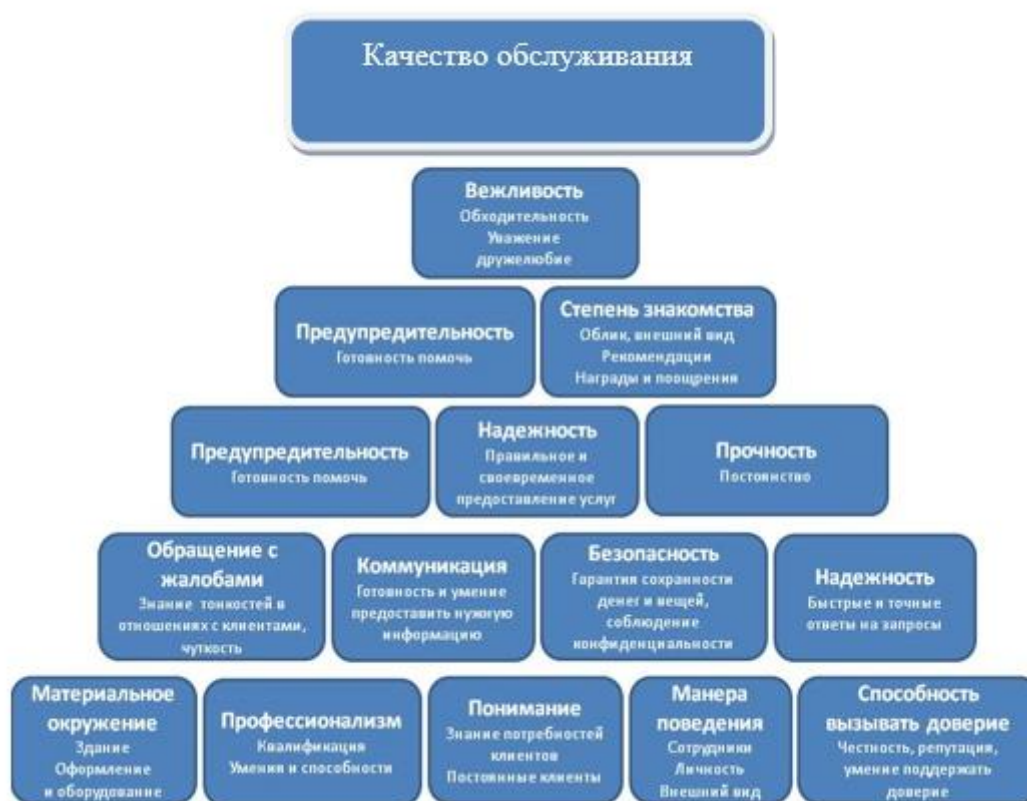 Качество обслуживания
Вежливость
Обходительность
Уважение
дружелюбие
Предупредительность
Готовность помочь
Степень знакомства
Облик, внешний вид
Рекомендации
Награды и поощрения
Предупредительность
Готовность помочь
Надежность
Правильное и
своевременное
предоставление услуг
Прочность
Постоянство
Обращение с
жалобами
Знание тонкостей в
отношениях с клиентами,
чуткость
Коммуникация
Готовность и умение
предоставить нужную
информацию
Безопасность
Гарантия сохранности
денег и вещей,
соблюдение
конфиденциальности
Надежность
Быстрые и точные
ответы на запросы
Материальное
окружение
Здание
Оформление
и оборудование
Профессионализм
Квалификация
Умения и способности
Понимание
Знание потребностей
клиентов
Постоянные клиенты
Манера
поведения
Сотрудники
Личность
Внешний вид
Способность
вызывать доверие
Честность, репутация,
умение поддержать
доверие